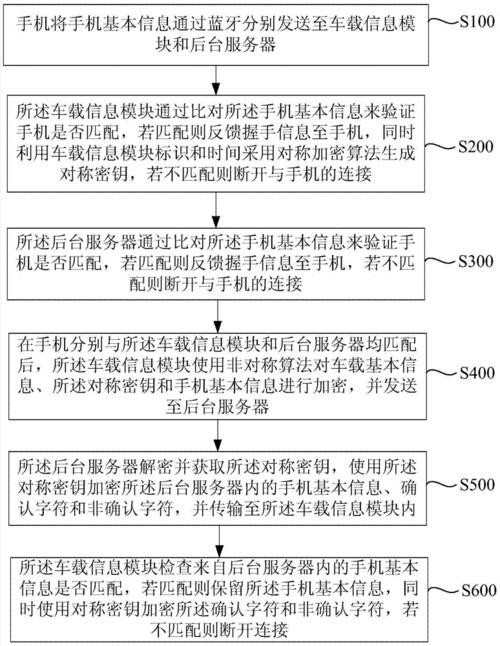 手机将手机基本信息通过蓝牙分别发送至车载信息模
块和后台服务器
S100
所述车载信息模块通过比对所述手机基本信息来验证
手机是否匹配，若匹配则反馈握手信息至手机，同时
利用车载信息模块标识和时间采用对称加密算法生成
对称密钥，若不匹配则断开与手机的连接
S200
所述后台服务器通过比对所述手机基本信息来验证手
机是否匹配，若匹配则反馈握手信息至手机，若不匹
配则断开与手机的连接
S300
在手机分别与所述车载信息模块和后台服务器均匹配
后，所述车载信息模块使用非对称算法对车载基本信
息、所述对称密钥和手机基本信息进行加密，并发送
至后台服务器
S400
所述后台服务器解密并获取所述对称密钥，使用所述
对称密钥加密所述后台服务器内的手机基本信息、确
认字符和非确认字符，并传输至所述车载信息模块内
S500
所述车载信息模块检查来自后台服务器内的手机基本
信息是否匹配，若匹配则保留所述手机基本信息，同
时使用对称密钥加密所述确认字符和非确认字符，若
不匹配则断开连接
S600